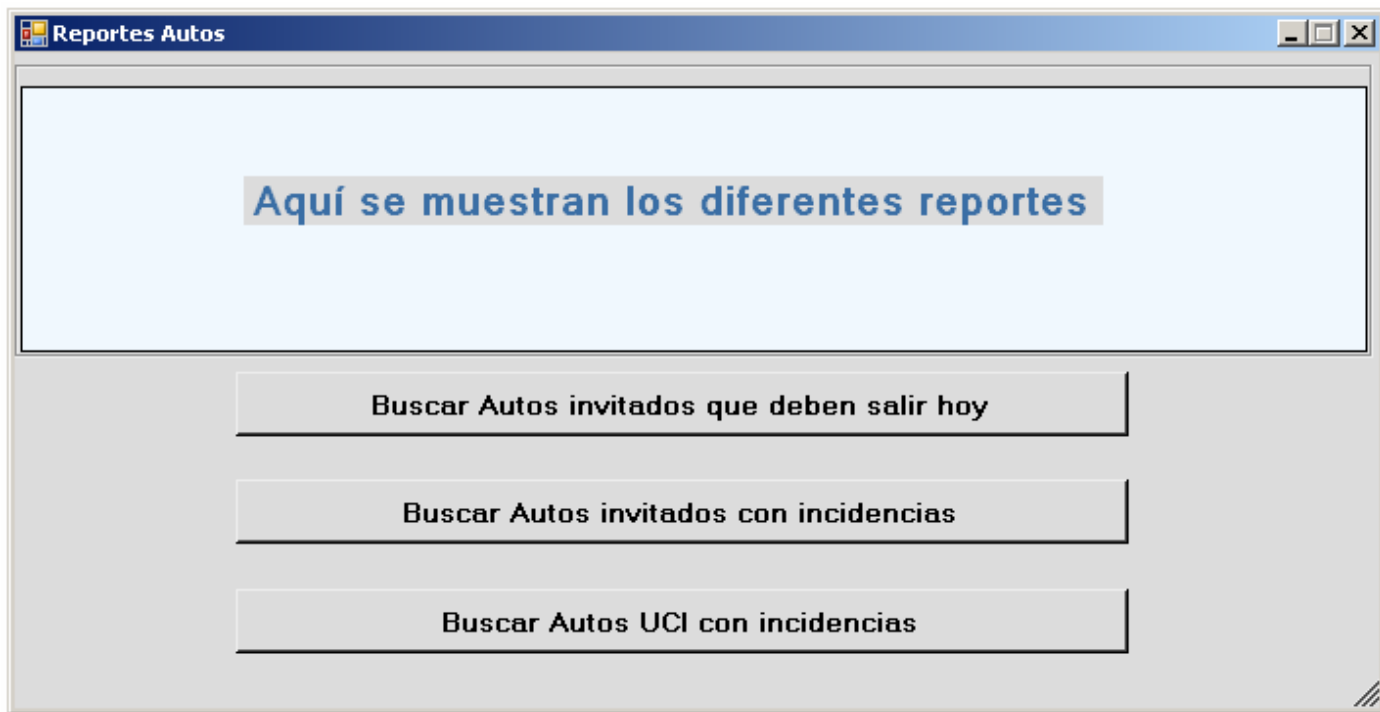 Reportes Autos
Aquí se muestran los diferentes reportes
Buscar Autos invitados que deben salir hoy
Buscar Autos invitados con incidencias
Buscar Autos UCI con incidencias